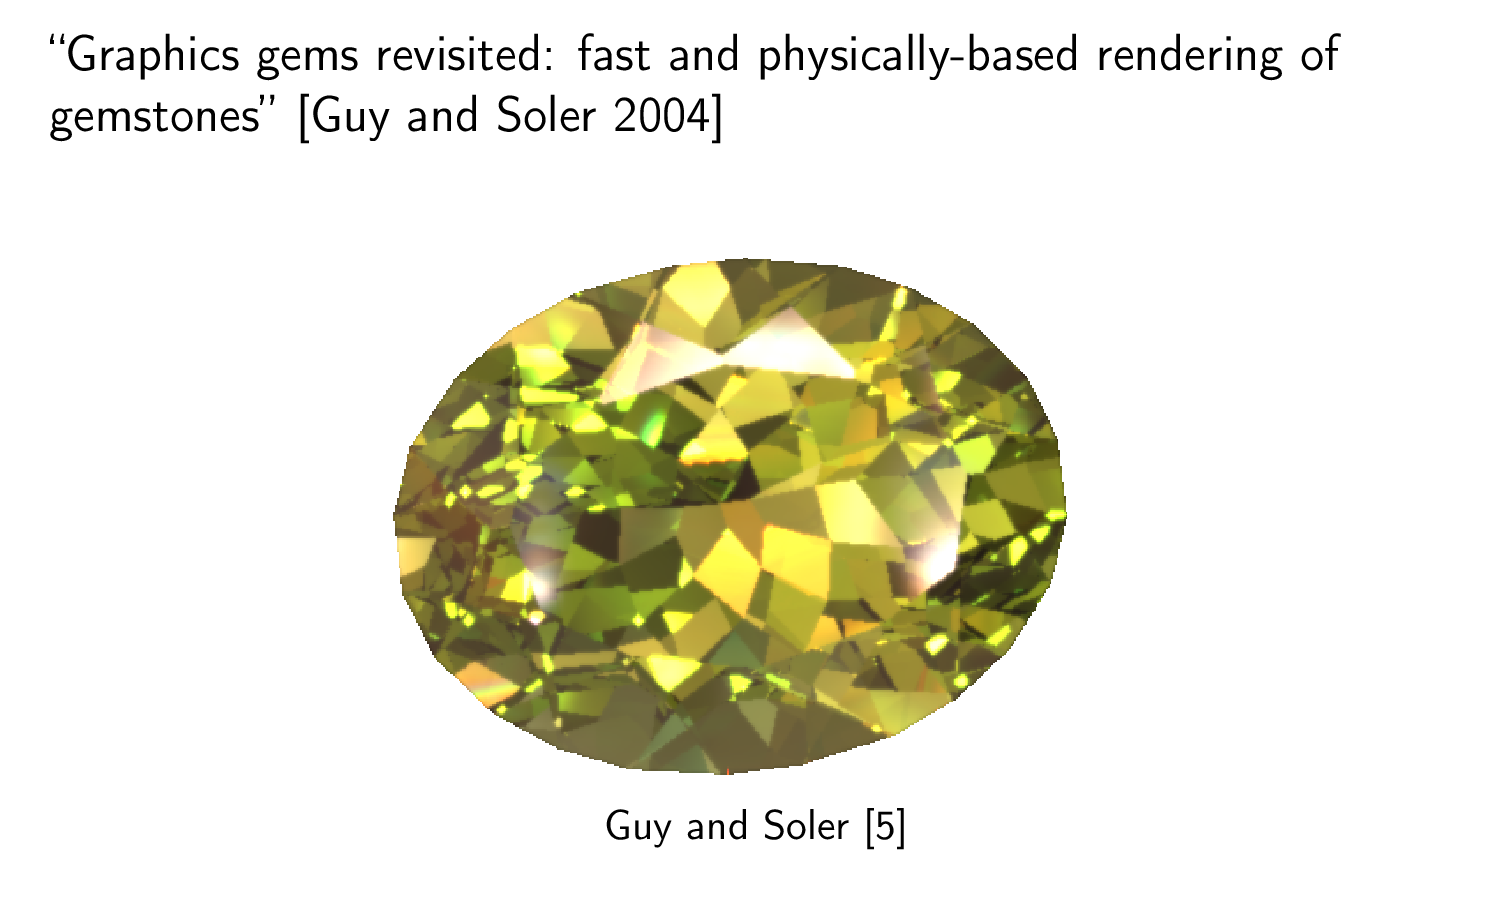 “Graphics gems revisited: fast and physically-based rendering of
gemstones” [Guy and Soler 2004]
Guy and Soler [5]